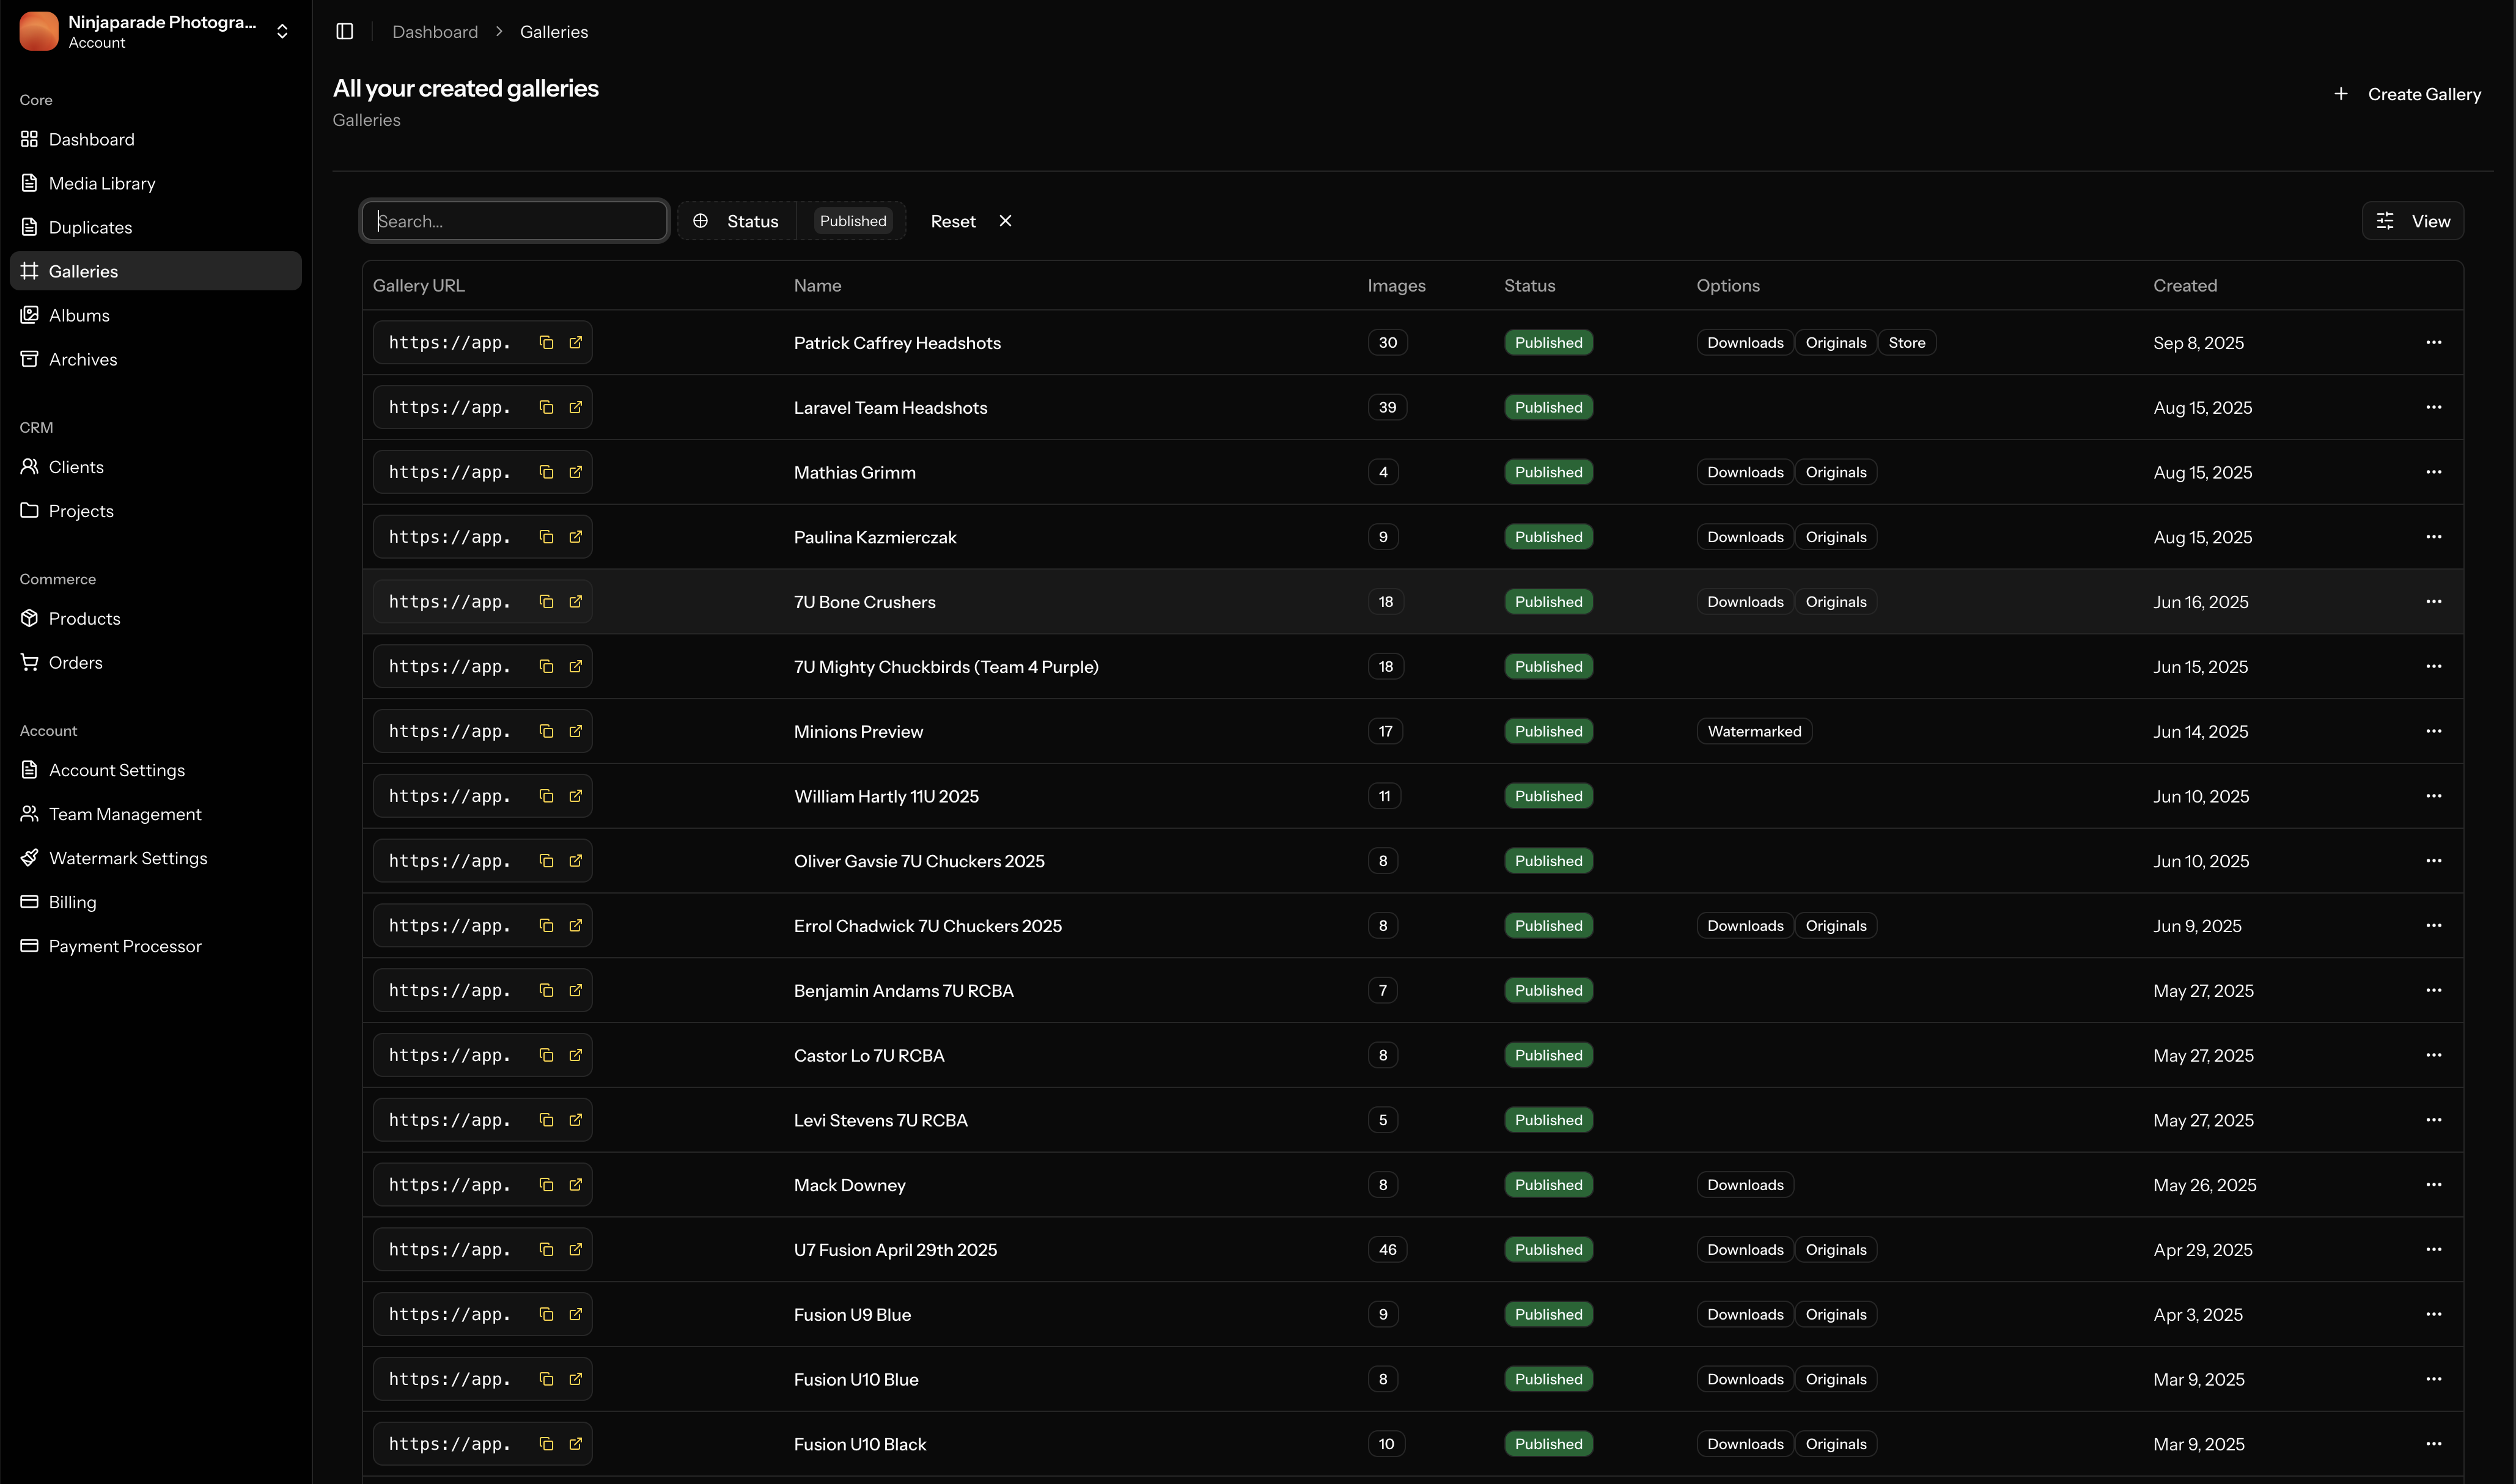 Ninjaparade Photogra...
Account
Core
Dashboard
Media Library
Duplicates
Galleries
Albums
Archives
CRM
Clients
Projects
Commerce
Products
Orders
Account
Account Settings
Team Management
Watermark Settings
Billing
Payment Processor
Dashboard > Galleries
All your created galleries
Galleries
+ Create Gallery
Search...
Status Published
Reset
View
Gallery URL Name Images Status Options Created
https://app. Patrick Caffrey Headshots 30 Published Downloads Originals Store Sep 8, 2025
https://app. Laravel Team Headshots 39 Published Aug 15, 2025
https://app. Mathias Grimm 4 Published Downloads Originals Aug 15, 2025
https://app. Paulina Kazmierczak 9 Published Downloads Originals Aug 15, 2025
https://app. 7U Bone Crushers 18 Published Downloads Originals Jun 16, 2025
https://app. 7U Mighty Chuckbirds (Team 4 Purple) 18 Published Jun 15, 2025
https://app. Minions Preview 17 Published Watermarked Jun 14, 2025
https://app. William Hartly 11U 2025 11 Published Jun 10, 2025
https://app. Oliver Gavsie 7U Chuckers 2025 8 Published Jun 10, 2025
https://app. Errol Chadwick 7U Chuckers 2025 8 Published Downloads Originals Jun 9, 2025
https://app. Benjamin Andams 7U RCBA 7 Published May 27, 2025
https://app. Castor Lo 7U RCBA 8 Published May 27, 2025
https://app. Levi Stevens 7U RCBA 5 Published May 27, 2025
https://app. Mack Downey 8 Published Downloads May 26, 2025
https://app. U7 Fusion April 29th 2025 46 Published Downloads Originals Apr 29, 2025
https://app. Fusion U9 Blue 9 Published Downloads Originals Apr 3, 2025
https://app. Fusion U10 Blue 8 Published Downloads Originals Mar 9, 2025
https://app. Fusion U10 Black 10 Published Downloads Originals Mar 9, 2025